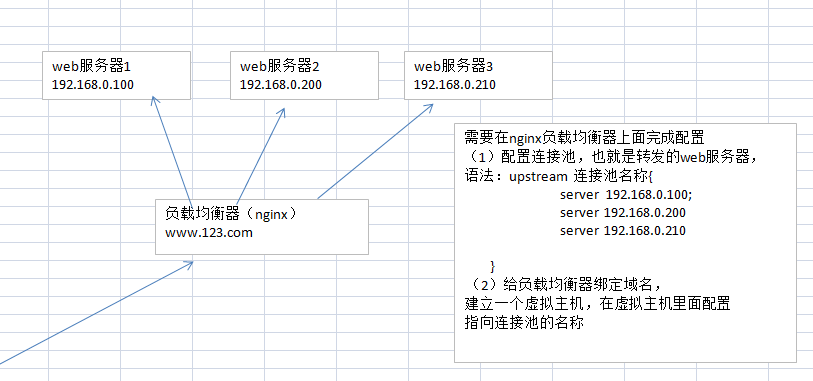 web服务器1
192.168.0.100
web服务器2
192.168.0.200
web服务器3
192.168.0.210
负载均衡器（nginx）
www.123.com
需要在nginx负载均衡器上面完成配置
（1）配置连接池，也就是转发的web服务器，
语法：upstream 连接池名称{
server 192.168.0.100;
server 192.168.0.200
server 192.168.0.210
}
（2）给负载均衡器绑定域名，
建立一个虚拟主机，在虚拟主机里面配置
指向连接池的名称